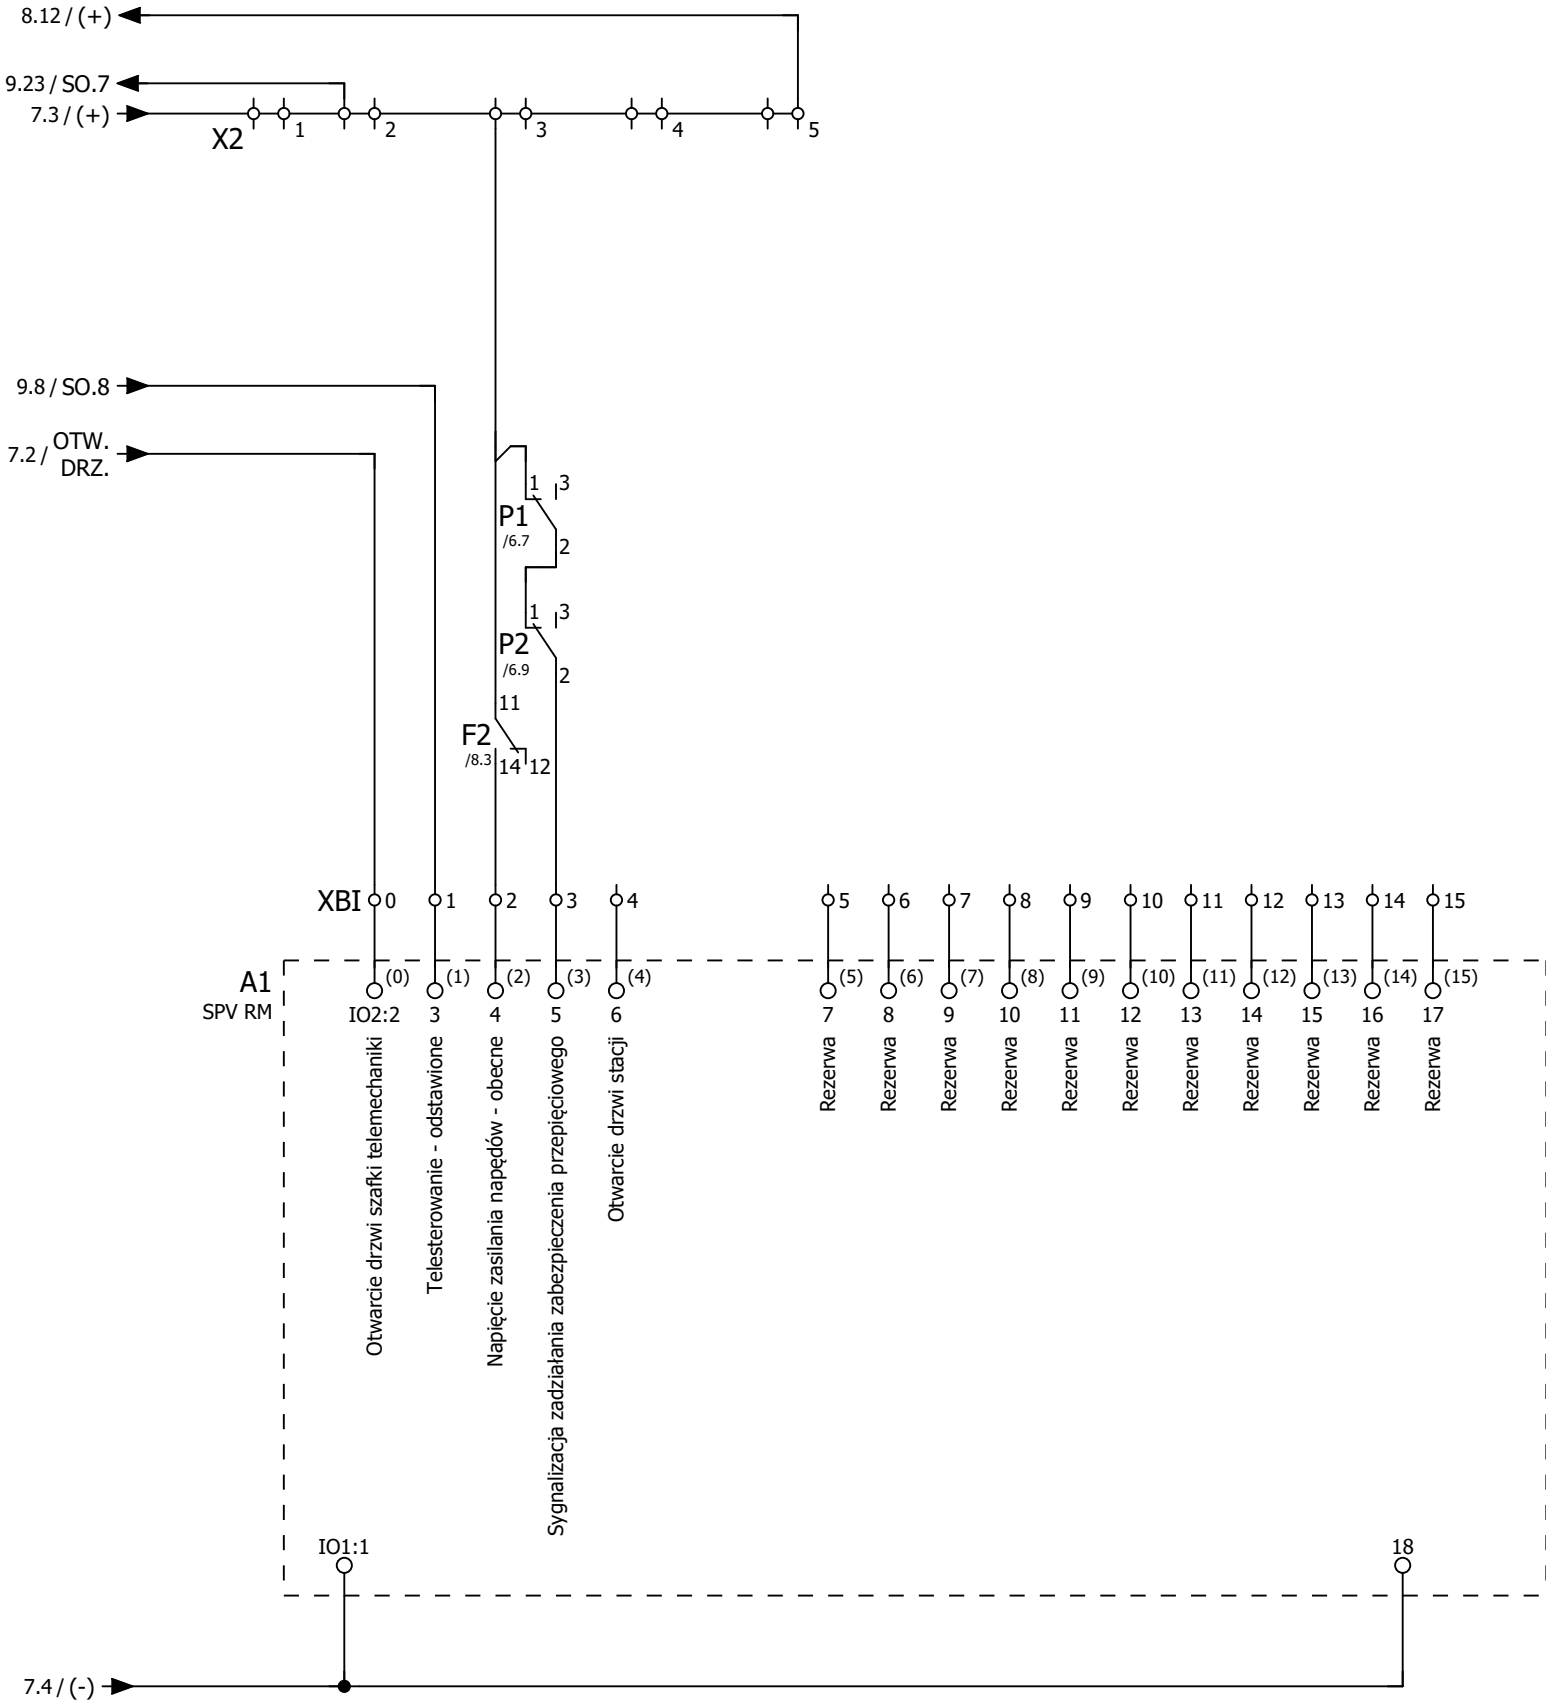 8.12 / (+)
9.23 / SO.7
7.3 / (+)
X2
1
2
3
4
5
9.8 / SO.8
7.2 / OTW.
DRZ.
1
3
P1
/6.7
2
1
3
P2
/6.9
2
11
F2
/8.3
14
12
XBI
0
1
2
3
4
5
6
7
8
9
10
11
12
13
14
15
A1
SPV RM
(0)
(1)
(2)
(3)
(4)
(5)
(6)
(7)
(8)
(9)
(10)
(11)
(12)
(13)
(14)
(15)
IO2:2
3
4
5
6
7
8
9
10
11
12
13
14
15
16
17
Otwarcie drzwi szafki telemechaniki
Telesterowanie - odstawione
Napięcie zasilania napędów - obecne
Sygnalizacja zadziałania zabezpieczenia przepięciowego
Otwarcie drzwi stacji
Rezerwa
Rezerwa
Rezerwa
Rezerwa
Rezerwa
Rezerwa
Rezerwa
Rezerwa
Rezerwa
Rezerwa
Rezerwa
IO1:1
18
7.4 / (-)